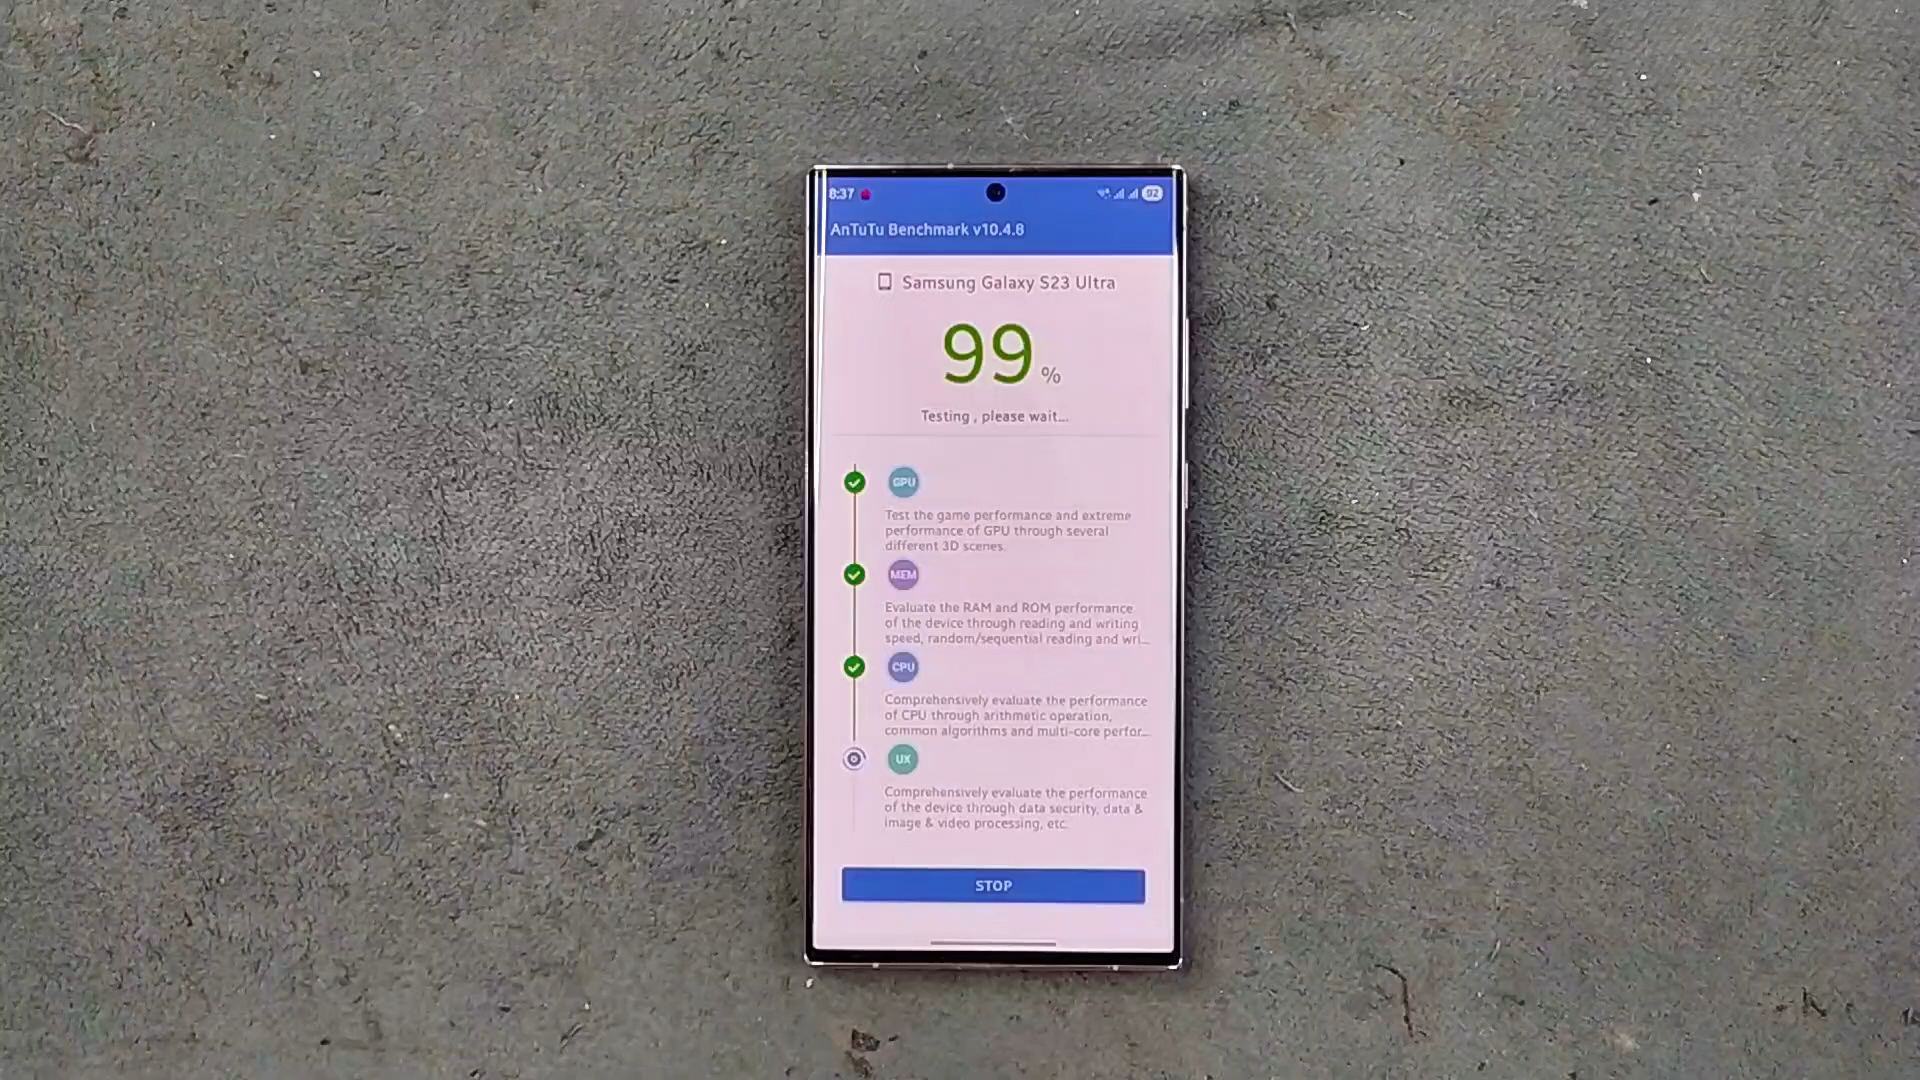 8:37
92
AnTuTu Benchmark v10.4.8
Samsung Galaxy S23 Ultra
99 %
Testing , please wait...
GPU
Test the game performance and extreme
performance of GPU through several
different 3D scenes.
MEM
Evaluate the RAM and ROM performance
of the device through reading and writing
speed, random/sequential reading and wri...
CPU
Comprehensively evaluate the performance
of CPU through arithmetic operation,
common algorithms and multi-core perfor...
UX
Comprehensively evaluate the performance
of the device through data security, data &
image & video processing, etc.
STOP